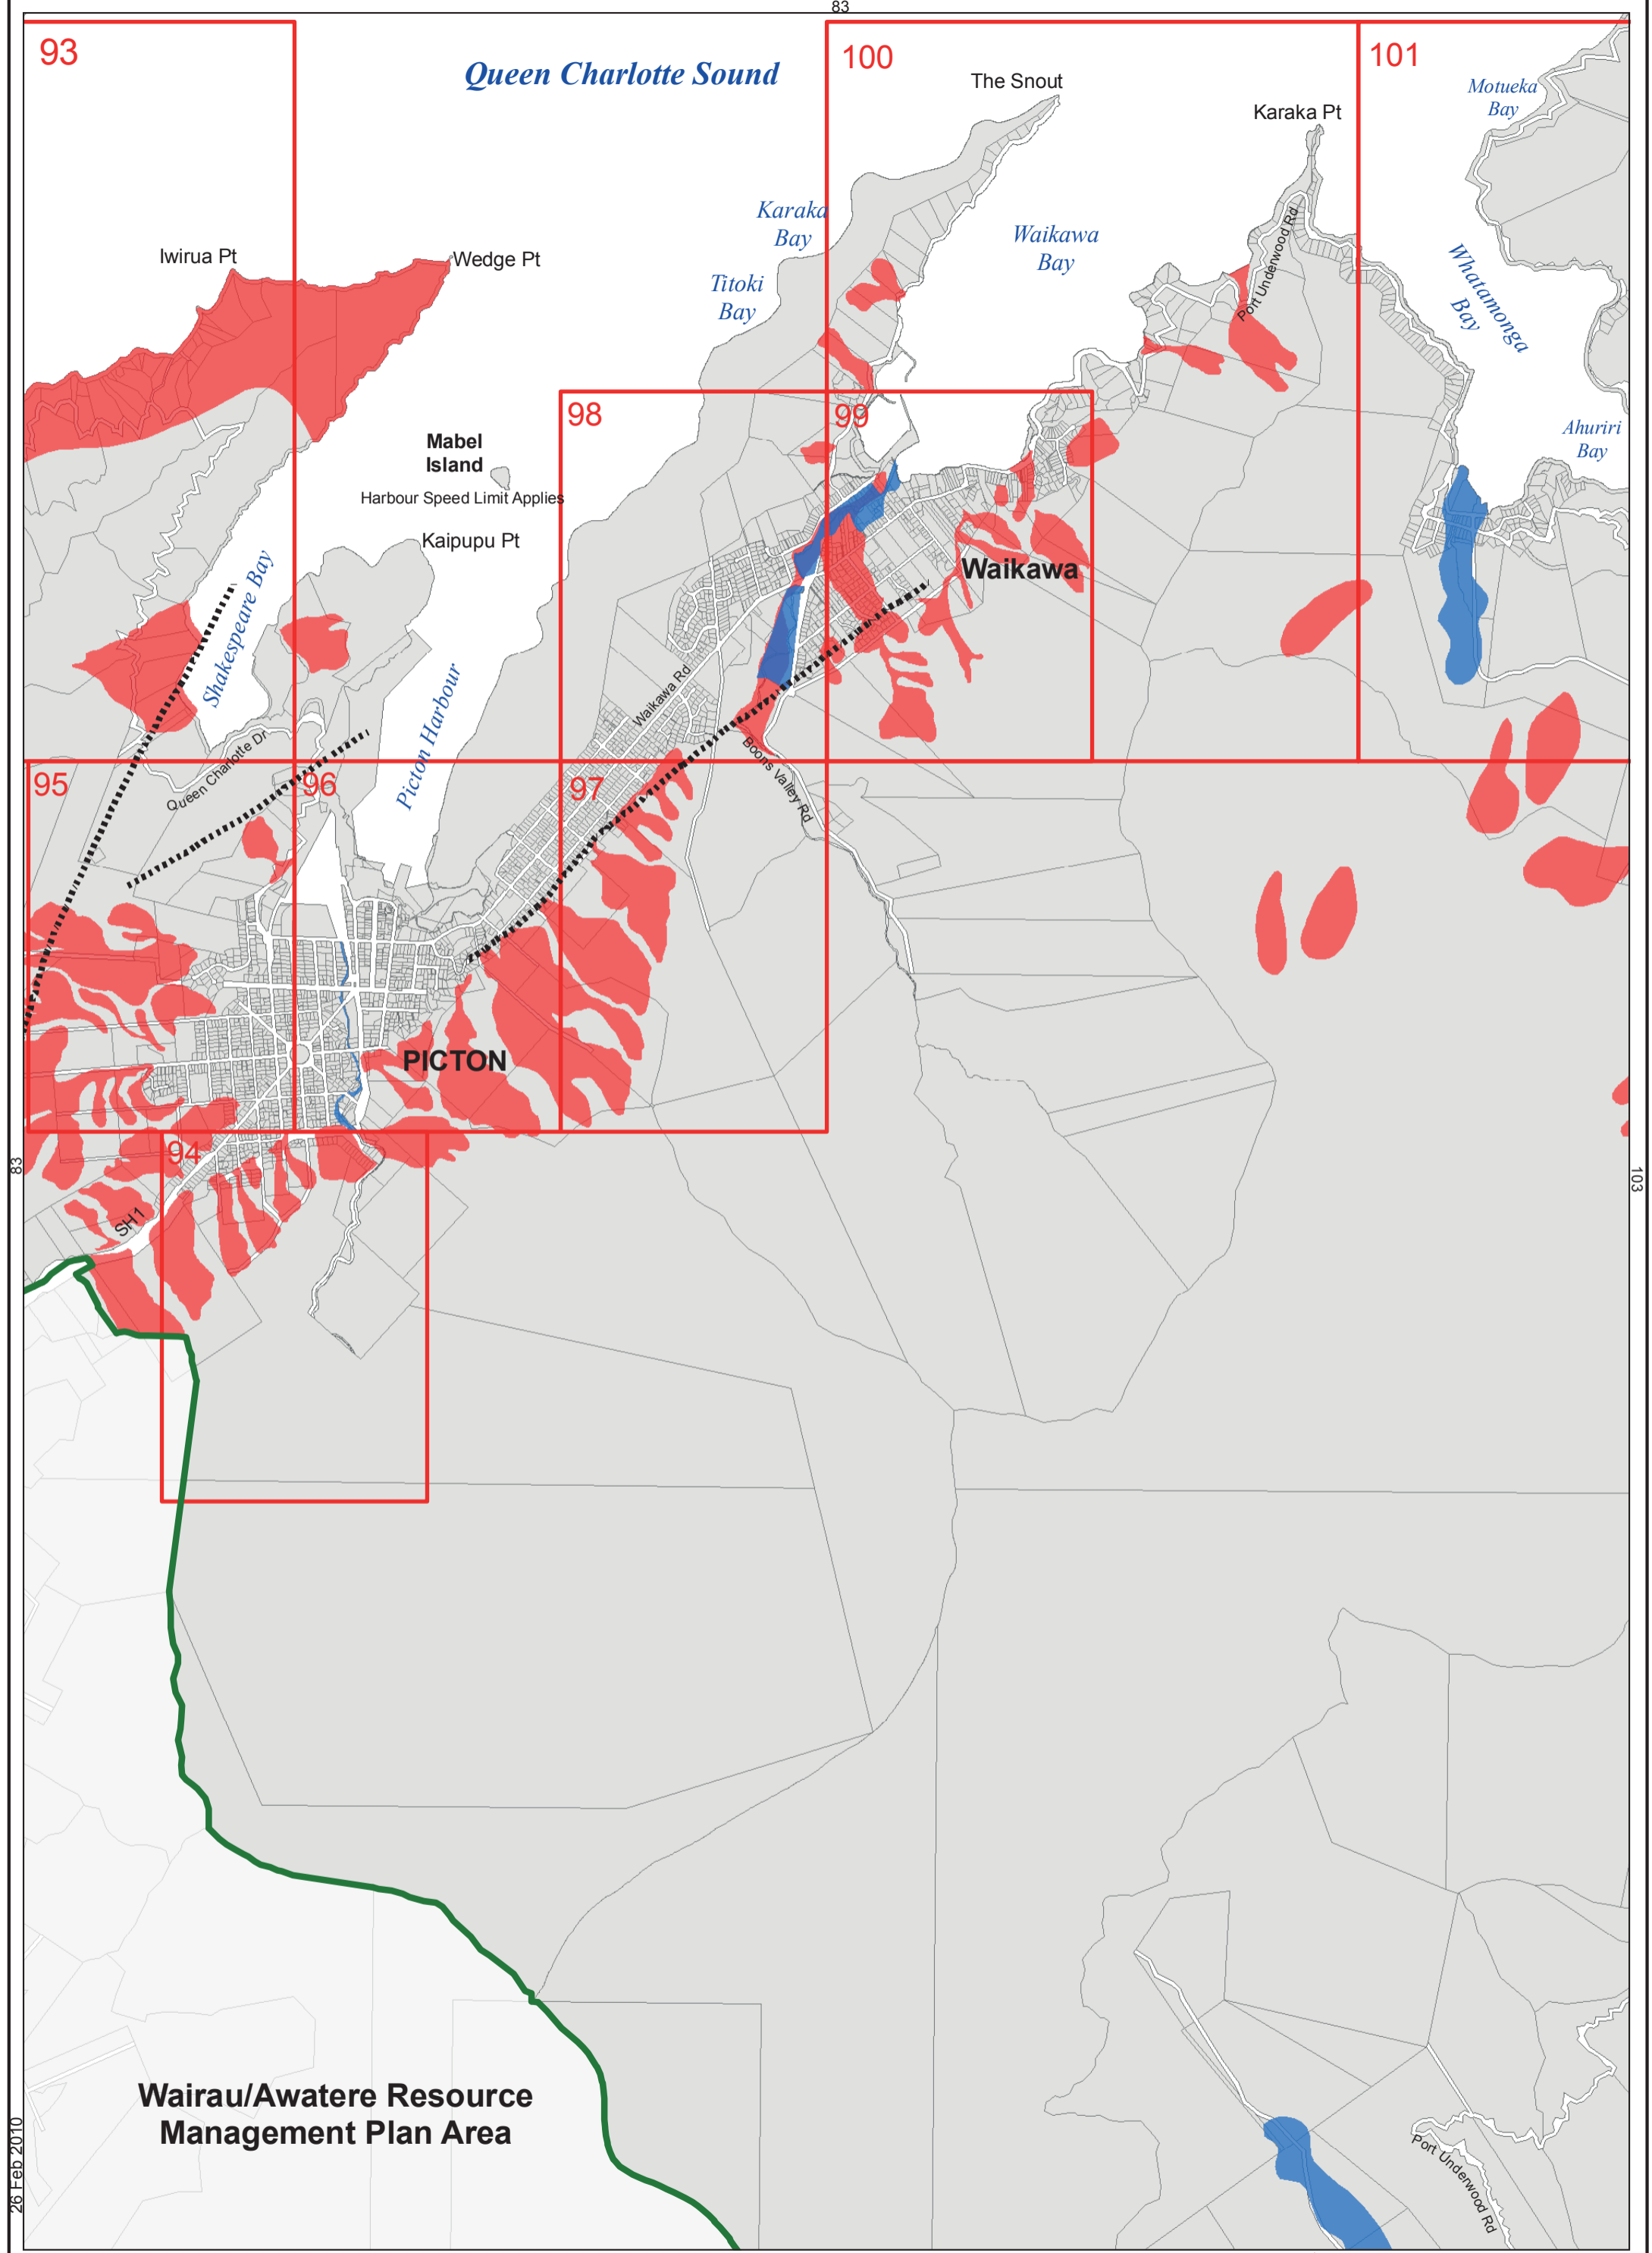 83
93
Queen Charlotte Sound
100
The Snout
101
Motueka
Bay
Karaka Pt
Karaka
Bay
Waikawa
Bay
Port Underwood Rd
Iwirua Pt
Wedge Pt
Titoki
Bay
Whatamonga
Bay
98
99
Mabel
Island
Harbour Speed Limit Applies
Ahuriri
Bay
Kaipupu Pt
Shakespeare Bay
Waikawa
Picton Harbour
Waikawa Rd
Queen Charlotte Dr
Boons Valley Rd
95
96
97
PICTON
94
83
103
SH1
Wairau/Awatere Resource
Management Plan Area
26 Feb 2010
Port Underwood Rd